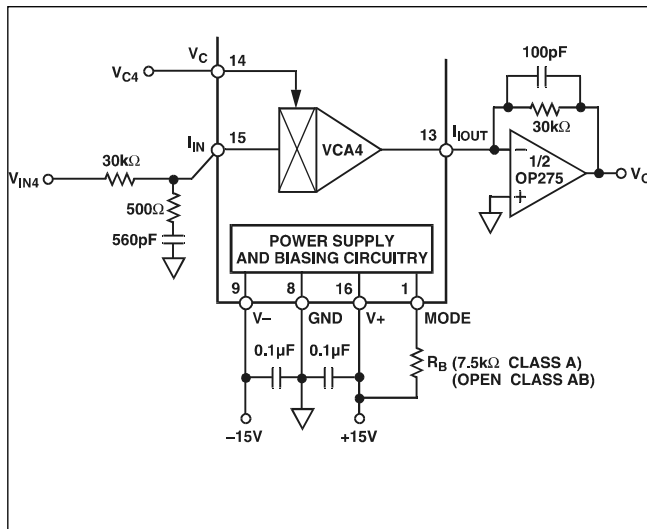 100pF
30kΩ
VC
14
VC4
IIN
15
VCA4
13
IIOUT
1/2
OP275
−
+
VO
30kΩ
VIN4
500Ω
560pF
POWER SUPPLY
AND BIASING CIRCUITRY
9
8
16
1
V−
GND
V+
MODE
0.1µF
0.1µF
RB (7.5kΩ CLASS A)
(OPEN CLASS AB)
−15V
+15V